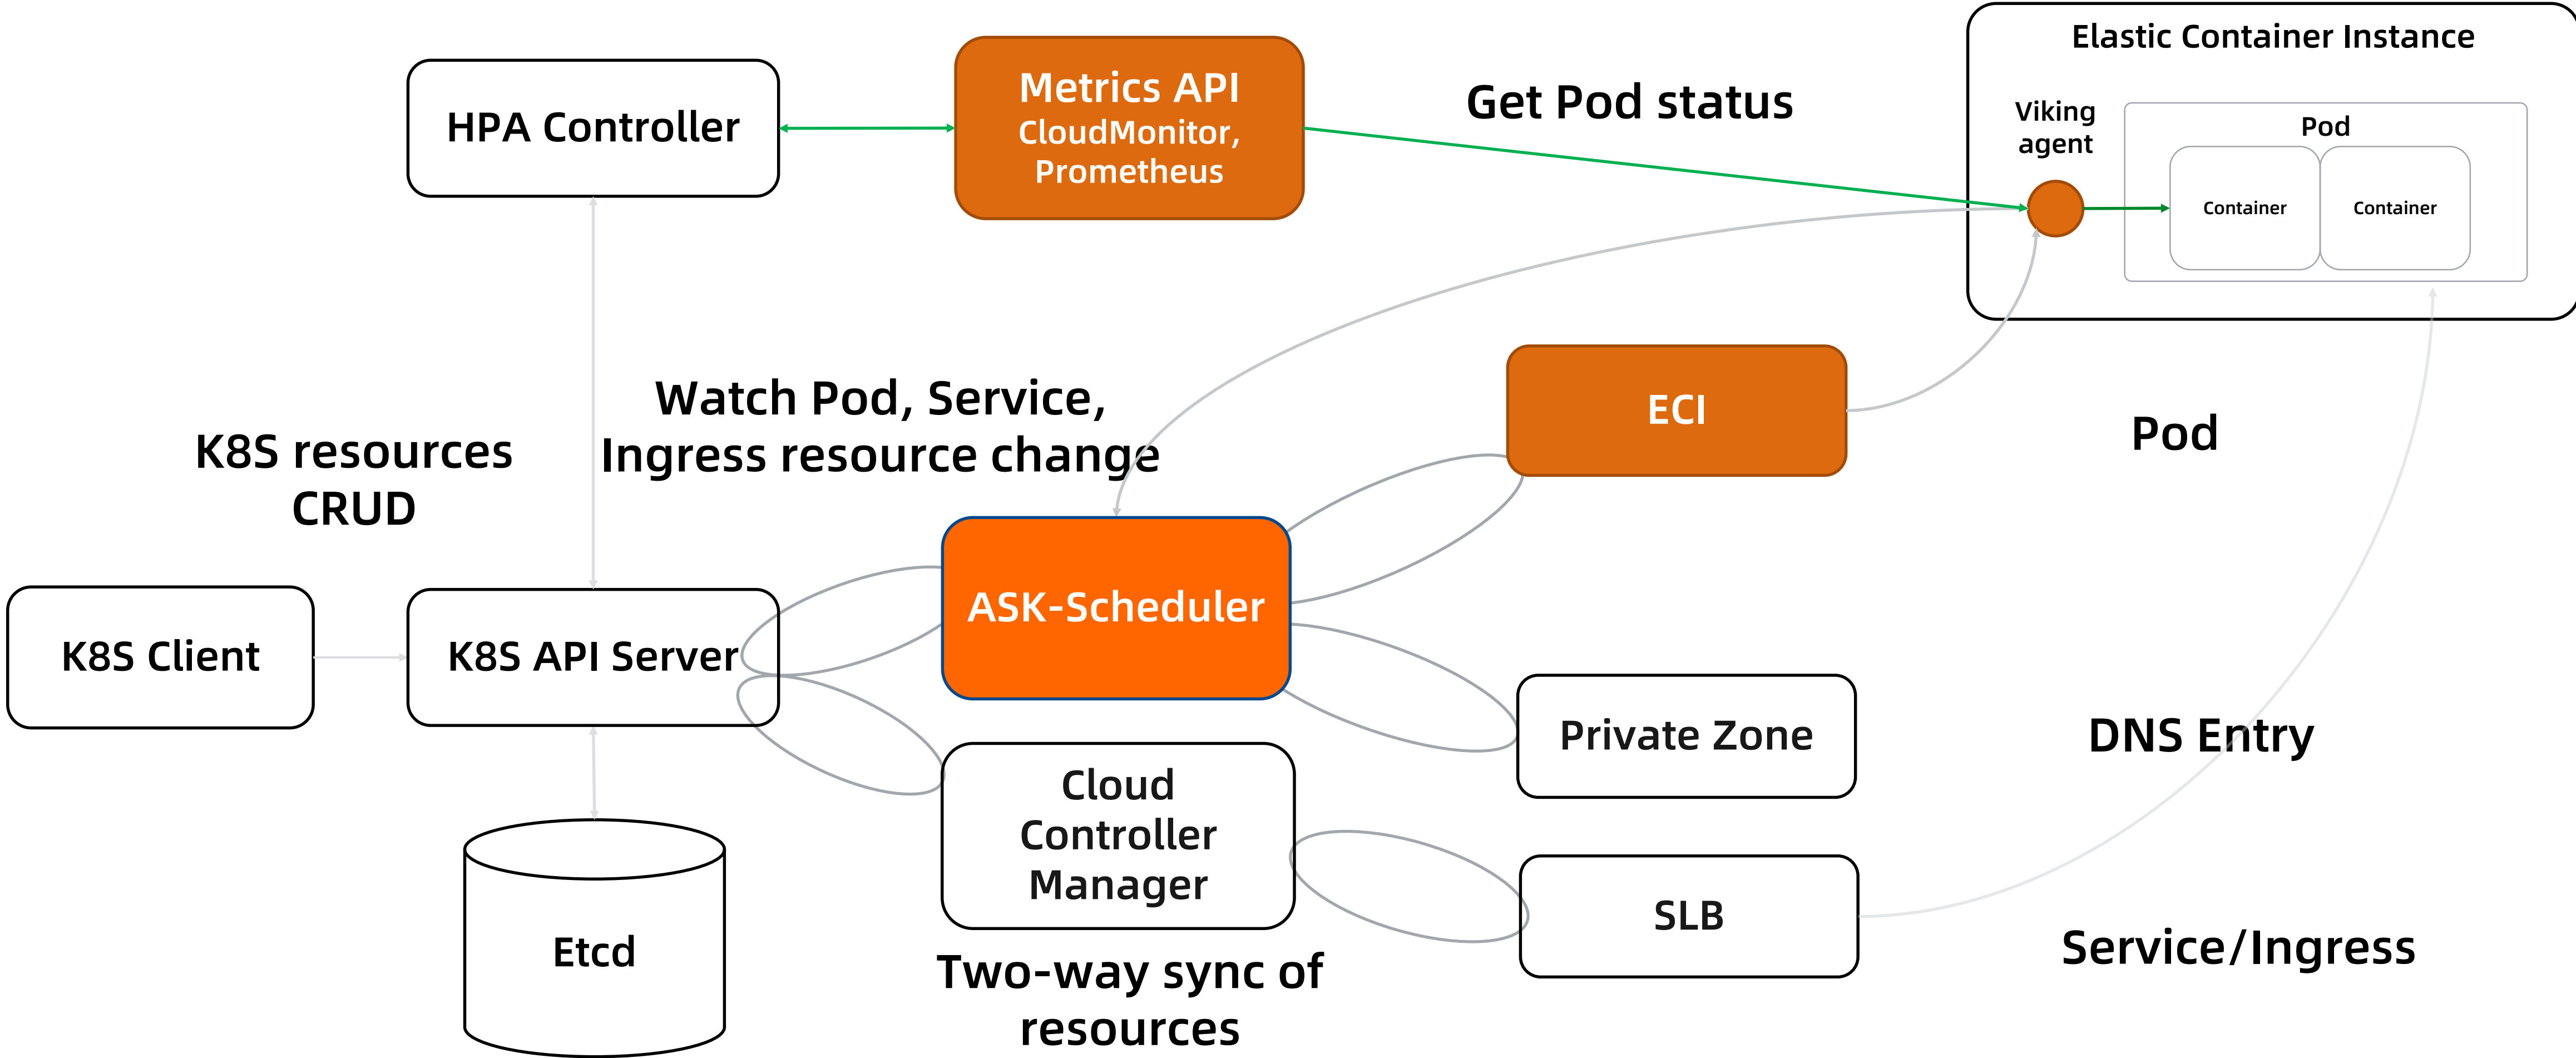 Elastic Container Instance
HPA Controller
Metrics API
CloudMonitor,
Prometheus
Get Pod status
Viking
agent
Pod
Container
Container
Watch Pod, Service,
Ingress resource change
K8S resources
CRUD
ECI
Pod
ASK-Scheduler
K8S Client
K8S API Server
Private Zone
DNS Entry
Cloud
Controller
Manager
SLB
Service/Ingress
Etcd
Two-way sync of
resources